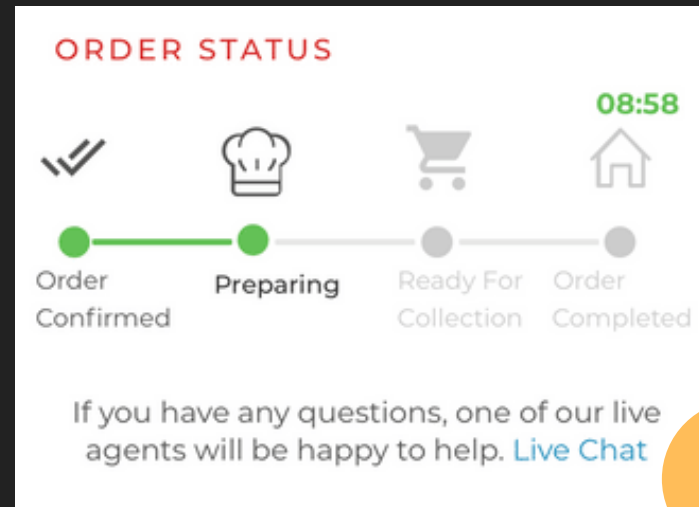 ORDER STATUS
08:58
Order Confirmed
Preparing
Ready For Collection
Order Completed
If you have any questions, one of our live
agents will be happy to help. Live Chat